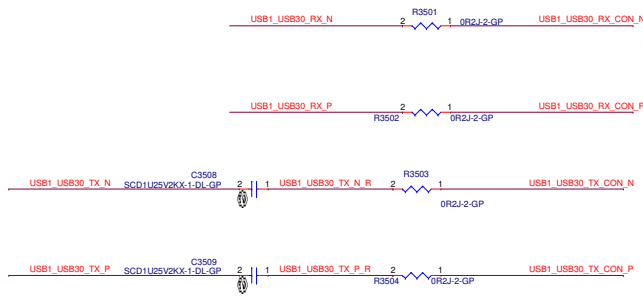 R3501
USB1_USB30_RX_N 2 1 0R2J-2-GP USB1_USB30_RX_CON_N
USB1_USB30_RX_P 2 1 USB1_USB30_RX_CON_P
R3502 0R2J-2-GP
C3508 R3503
USB1_USB30_TX_N SCD1U25V2KX-1-DL-GP 2 1 USB1_USB30_TX_N_R 2 1 USB1_USB30_TX_CON_N
0R2J-2-GP
C3509
USB1_USB30_TX_P SCD1U25V2KX-1-DL-GP 2 1 USB1_USB30_TX_P_R 2 1 USB1_USB30_TX_CON_P
R3504 0R2J-2-GP